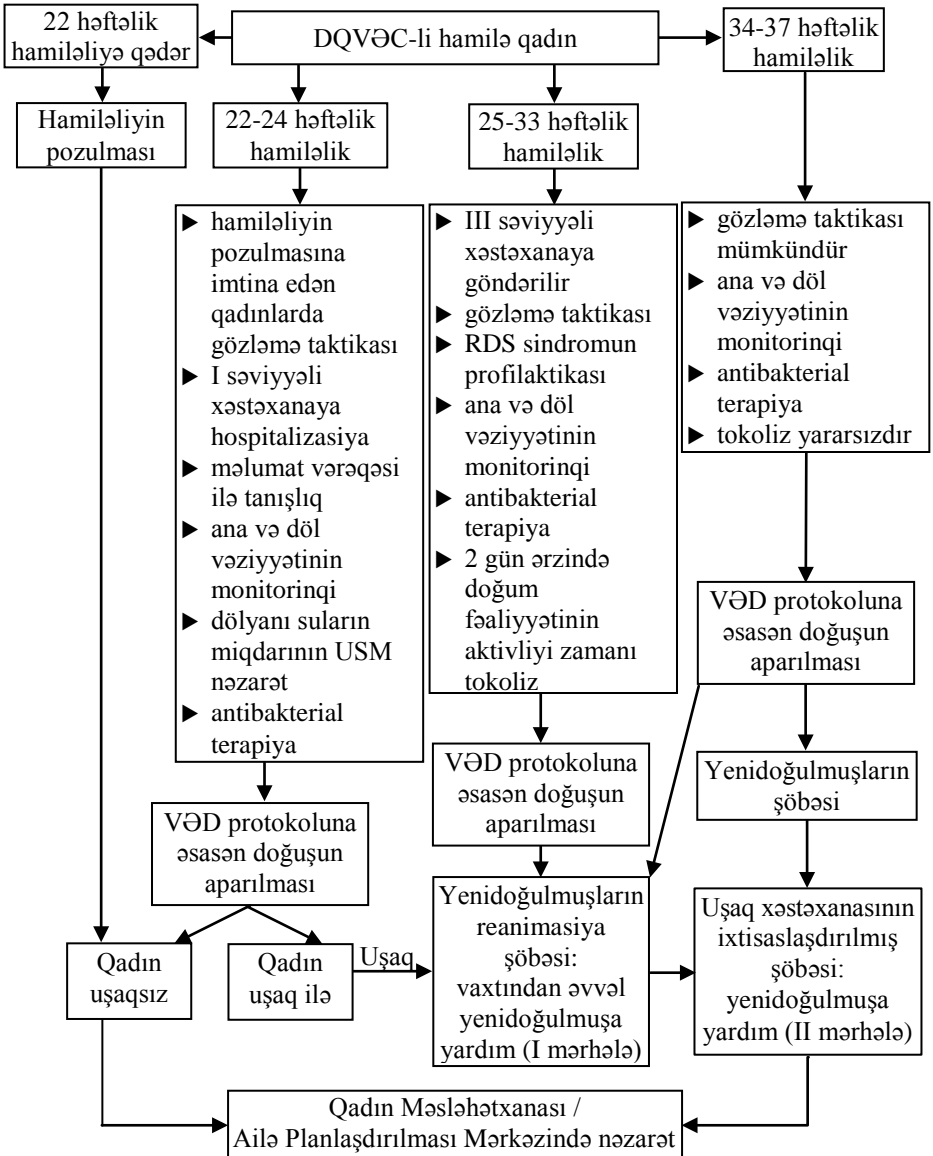 22 həftəlik
hamiləliyə qədər
DQVƏC-li hamilə qadın
34-37 həftəlik
hamiləlik
Hamiləliyin
pozulması
22-24 həftəlik
hamiləlik
25-33 həftəlik
hamiləlik
► hamiləliyin
pozulmasına
imtina edən
qadınlarda
gözləmə taktikası
► I səviyyəli
xəstəxanaya
hospitalizasiya
► məlumat vərəqəsi
ilə tanışlıq
► ana və döl
vəziyyətinin
monitorinqi
► dölyanı suların
miqdarının USM
nəzarət
► antibakterial
terapiya
► III səviyyəli
xəstəxanaya
göndərilir
► gözləmə taktikası
► RDS sindromun
profilaktikası
► ana və döl
vəziyyətinin
monitorinqi
► antibakterial
terapiya
► 2 gün ərzində
doğum
fəaliyyətinin
aktivliyi zamanı
tokoliz
► gözləmə taktikası
mümkündür
► ana və döl
vəziyyətinin
monitorinqi
► antibakterial
terapiya
► tokoliz yararsızdır
VƏD protokoluna
əsasən doğuşun
aparılması
VƏD protokoluna
əsasən doğuşun
aparılması
VƏD protokoluna
əsasən doğuşun
aparılması
Yenidoğulmuşların
şöbəsi
Qadın
uşaqsız
Qadın
uşaq ilə
Uşaq
Yenidoğulmuşların
reanimasiya
şöbəsi:
vaxtından əvvəl
yenidoğulmuşa
yardım (I mərhələ)
Uşaq xəstəxanasının
ixtisaslaşdırılmış
şöbəsi:
yenidoğulmuşa
yardım (II mərhələ)
Qadın Məsləhətxanası /
Ailə Planlaşdırılması Mərkəzində nəzarət